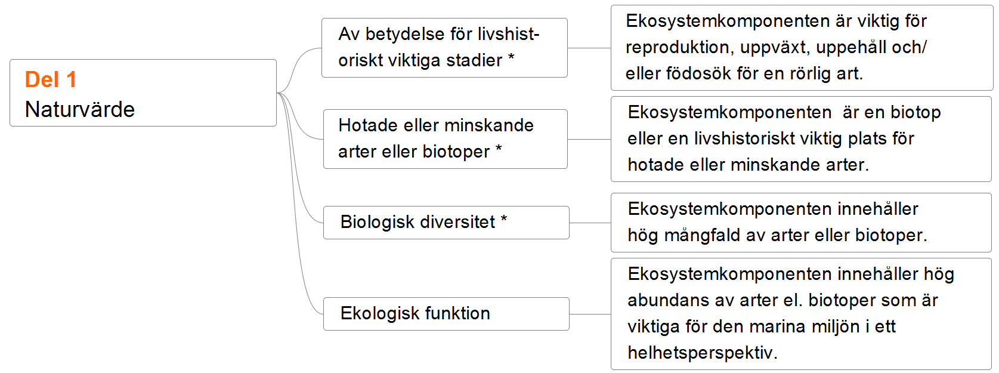 Del 1
Naturvärde
Av betydelse för livshist-
oriskt viktiga stadier *
Ekosystemkomponenten är viktig för
reproduktion, uppväxt, uppehåll och/
eller födosök för en rörlig art.
Hotade eller minskande
arter eller biotoper *
Ekosystemkomponenten  är en biotop
eller en livshistoriskt viktig plats för
hotade eller minskande arter.
Biologisk diversitet *
Ekosystemkomponenten innehåller
hög mångfald av arter eller biotoper.
Ekologisk funktion
Ekosystemkomponenten innehåller hög
abundans av arter el. biotoper som är
viktiga för den marina miljön i ett
helhetsperspektiv.